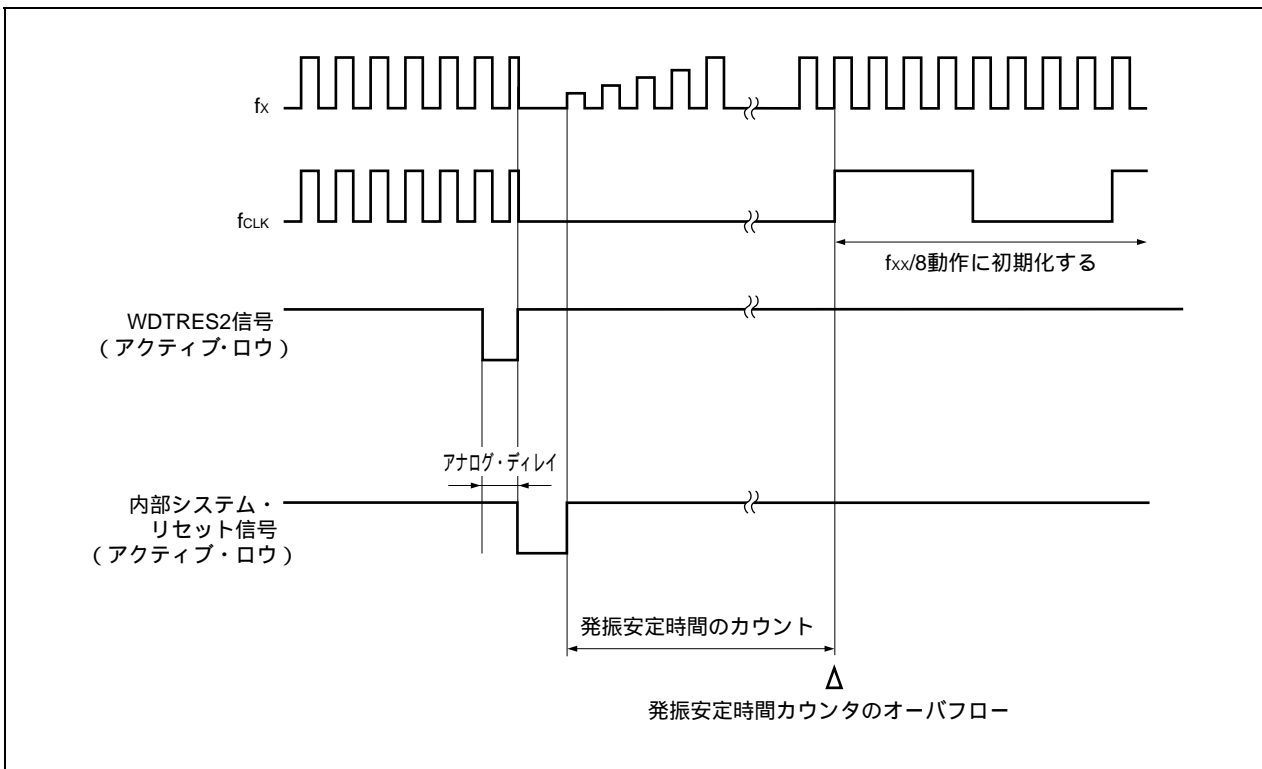 fX
fCLK
fXX/8動作に初期化する
WDTRES2信号
（アクティブ・ロウ）
アナログ・ディレイ
内部システム・
リセット信号
（アクティブ・ロウ）
発振安定時間のカウント
発振安定時間カウンタのオーバフロー